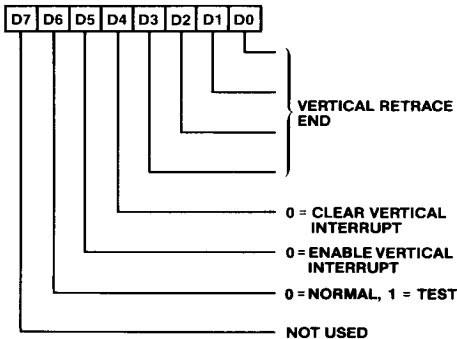 D7 D6 D5 D4 D3 D2 D1 D0
VERTICAL RETRACE
END
0 = CLEAR VERTICAL
INTERRUPT
0 = ENABLE VERTICAL
INTERRUPT
0 = NORMAL, 1 = TEST
NOT USED